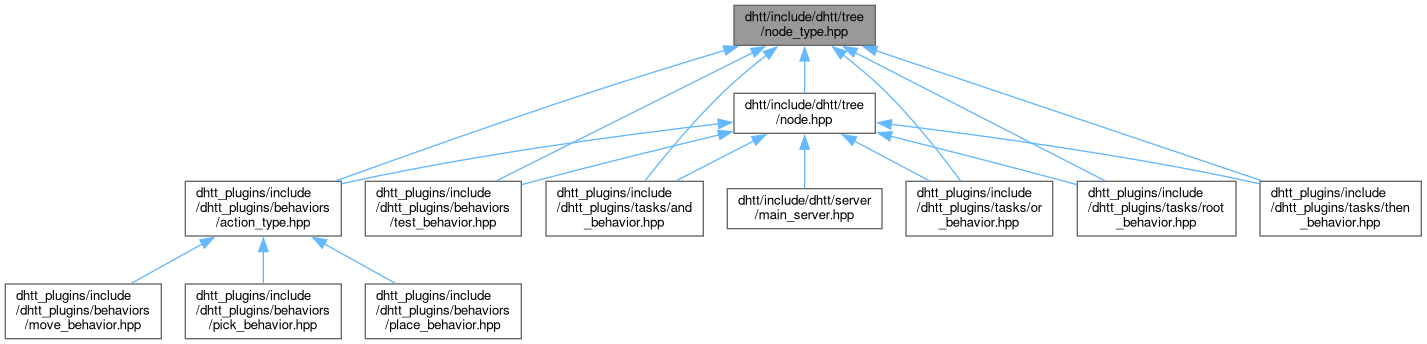 dhtt/include/dhtt/tree
/node_type.hpp
dhtt/include/dhtt/tree
/node.hpp
dhtt_plugins/include
/dhtt_plugins/behaviors
/action_type.hpp
dhtt_plugins/include
/dhtt_plugins/behaviors
/test_behavior.hpp
dhtt_plugins/include
/dhtt_plugins/tasks/and
_behavior.hpp
dhtt/include/dhtt/server
/main_server.hpp
dhtt_plugins/include
/dhtt_plugins/tasks/or
_behavior.hpp
dhtt_plugins/include
/dhtt_plugins/tasks/root
_behavior.hpp
dhtt_plugins/include
/dhtt_plugins/tasks/then
_behavior.hpp
dhtt_plugins/include
/dhtt_plugins/behaviors
/move_behavior.hpp
dhtt_plugins/include
/dhtt_plugins/behaviors
/pick_behavior.hpp
dhtt_plugins/include
/dhtt_plugins/behaviors
/place_behavior.hpp